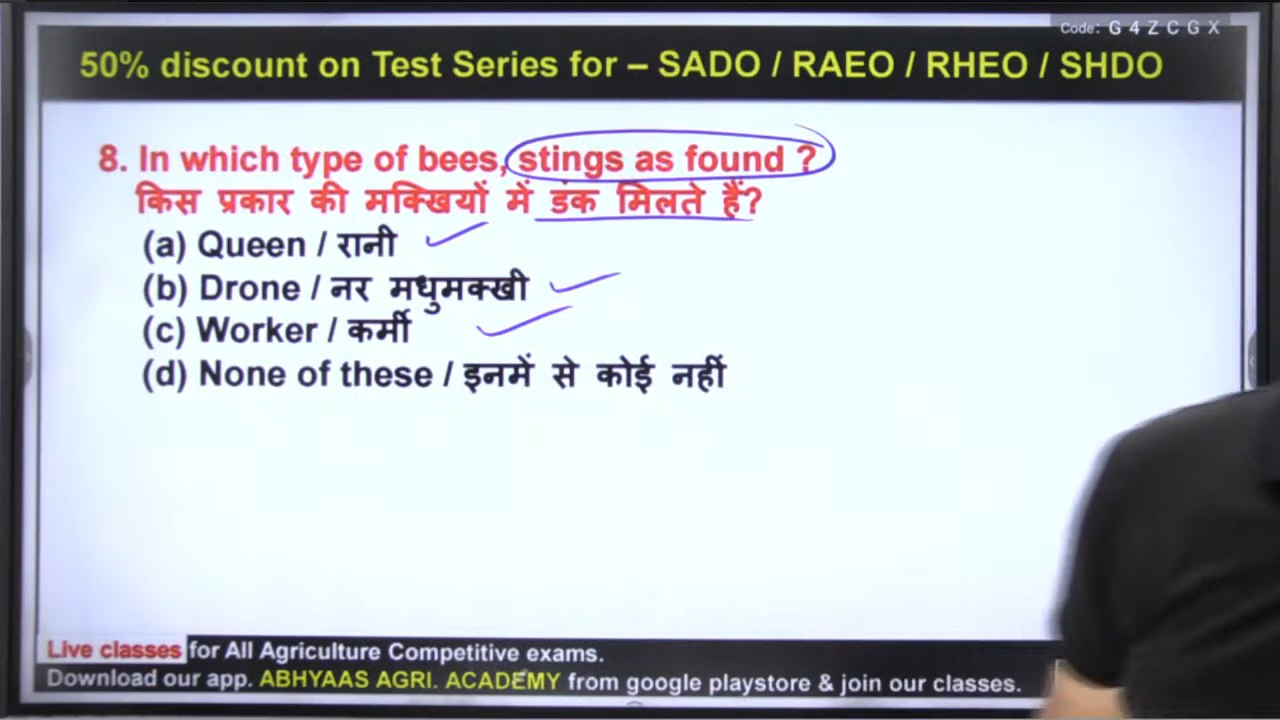 Code: G 4 Z C G X
50% discount on Test Series for – SADO / RAEO / RHEO / SHDO
8. In which type of bees, stings as found ?
किस प्रकार की मक्खियों में डंक मिलते हैं?
(a) Queen / रानी
(b) Drone / नर मधुमक्खी
(c) Worker / कर्मी
(d) None of these / इनमें से कोई नहीं
Live classes for All Agriculture Competitive exams.
Download our app. ABHYAAS AGRI. ACADEMY from google playstore & join our classes.